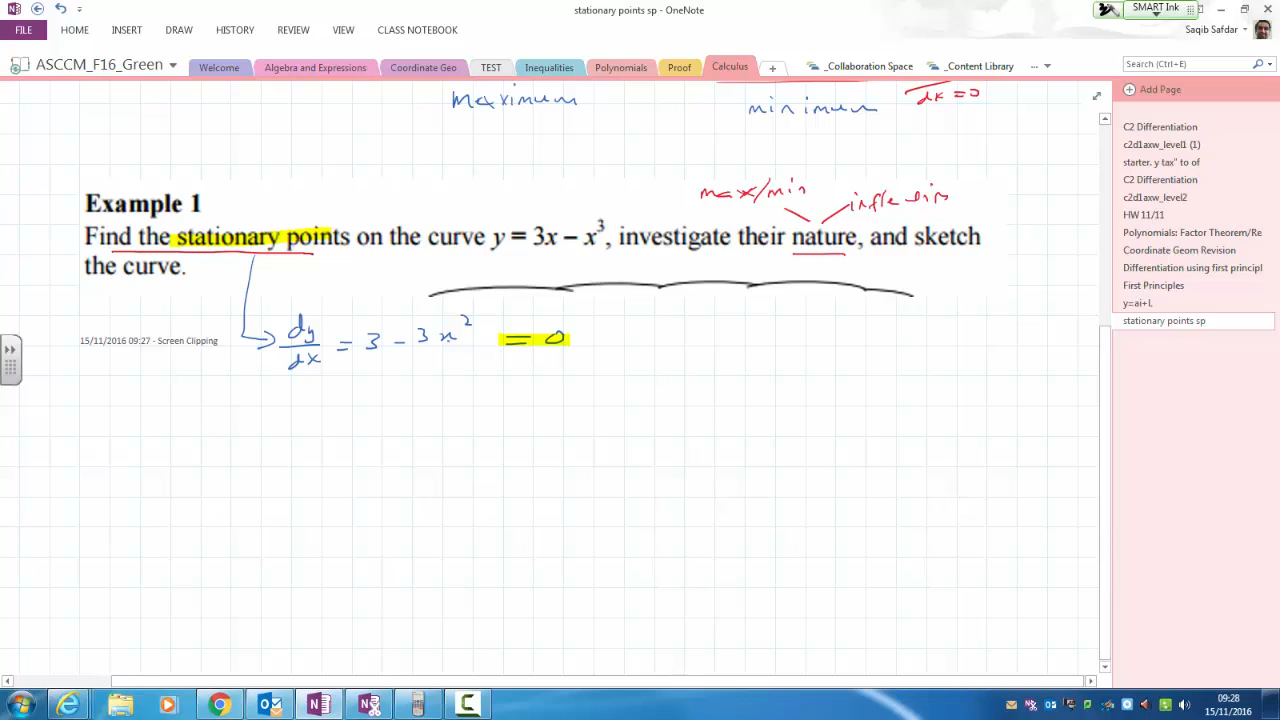 stationary points sp - OneNote
SMART Ink
FILE HOME INSERT DRAW HISTORY REVIEW VIEW CLASS NOTEBOOK
Saqib Safdar
ASCCM_F16_Green
Welcome Algebra and Expressions Coordinate Geo TEST Inequalities Polynomials Proof Calculus + _Collaboration Space _Content Library ...
Search (Ctrl+E)
Add Page
C2 Differentiation
c2d1axw_level1 (1)
starter. y tax" to of
C2 Differentiation
c2d1axw_level2
HW 11/11
Polynomials: Factor Theorem/Re
Coordinate Geom Revision
Differentiation using first principl
First Principles
y=ai+L
stationary points sp
maximum
minimum
dx = 0
max/min
inflexion
Example 1
Find the stationary points on the curve y = 3x – x³, investigate their nature, and sketch
the curve.
dy/dx = 3 - 3x² = 0
15/11/2016 09:27 - Screen Clipping
09:28
15/11/2016